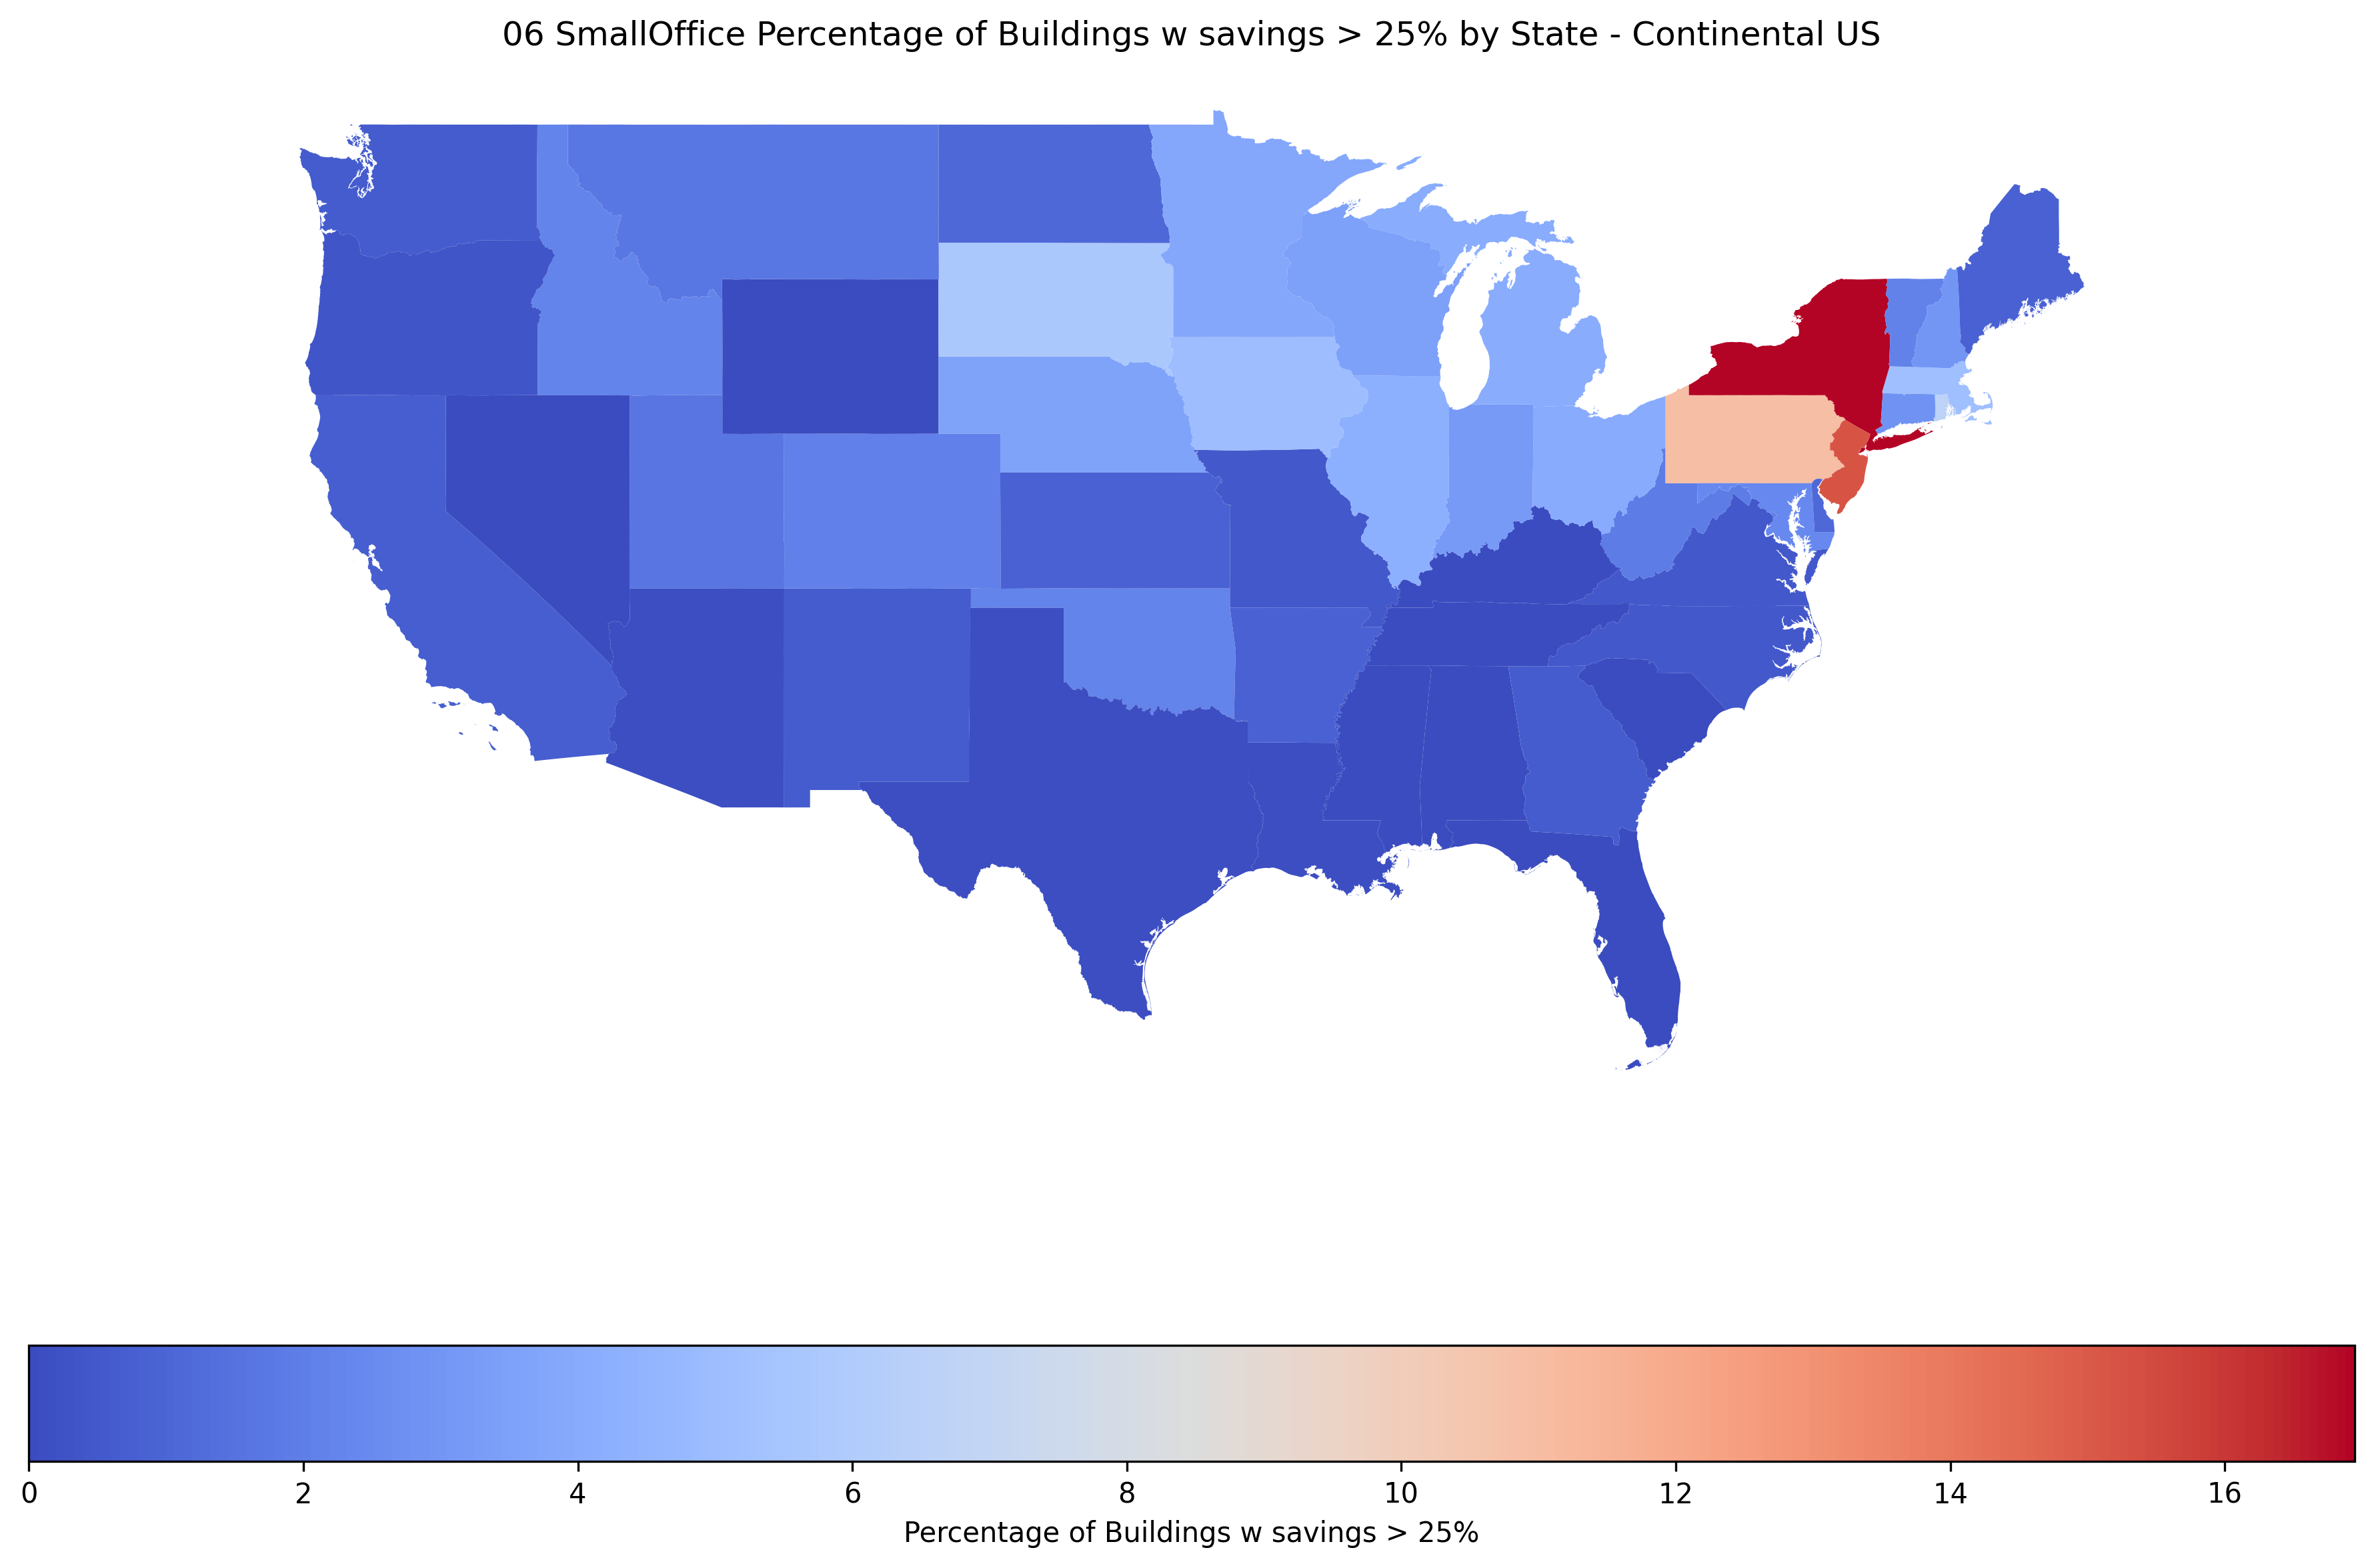 06 SmallOffice Percentage of Buildings w savings > 25% by State - Continental US
0 2 4 6 8 10 12 14 16
Percentage of Buildings w savings > 25%